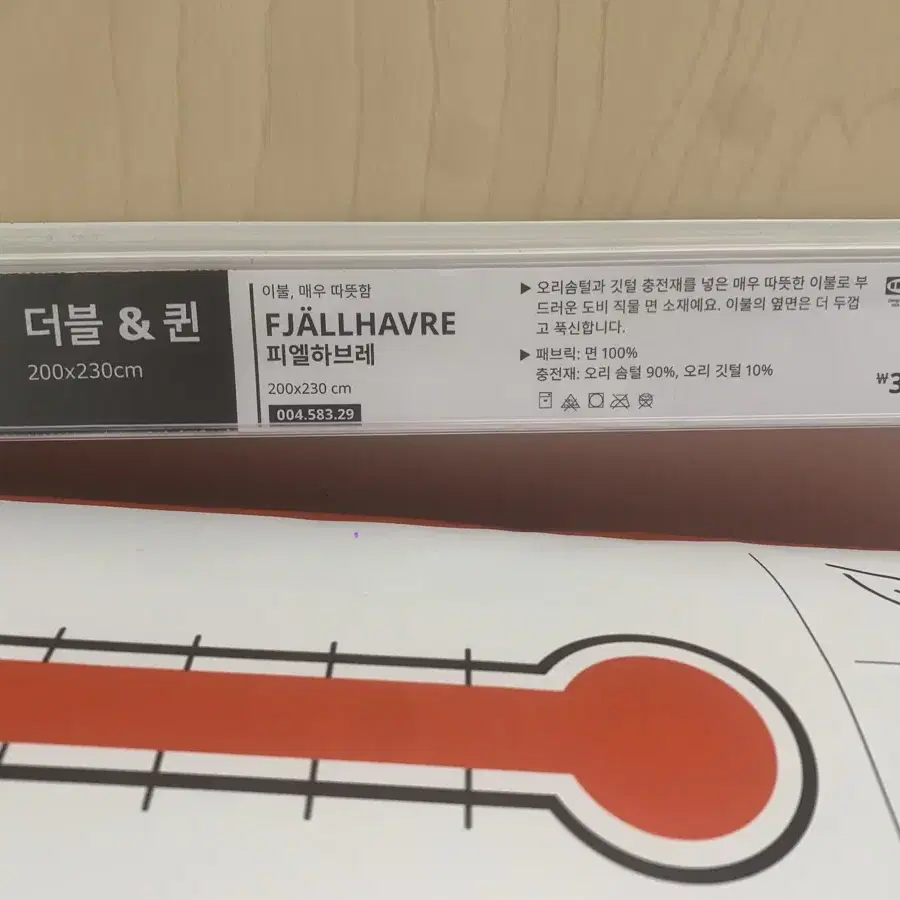 더블 & 퀸
200x230cm
이불, 매우 따뜻함
FJÄLLHAVRE
피엘하브레
200x230 cm
004.583.29
▶ 오리솜털과 깃털 충전재를 넣은 매우 따뜻한 이불로 부
드러운 도비 직물 면 소재예요. 이불의 옆면은 더 두껍
고 푹신합니다.
▶ 패브릭: 면 100%
충전재: 오리 솜털 90%, 오리 깃털 10%
₩3